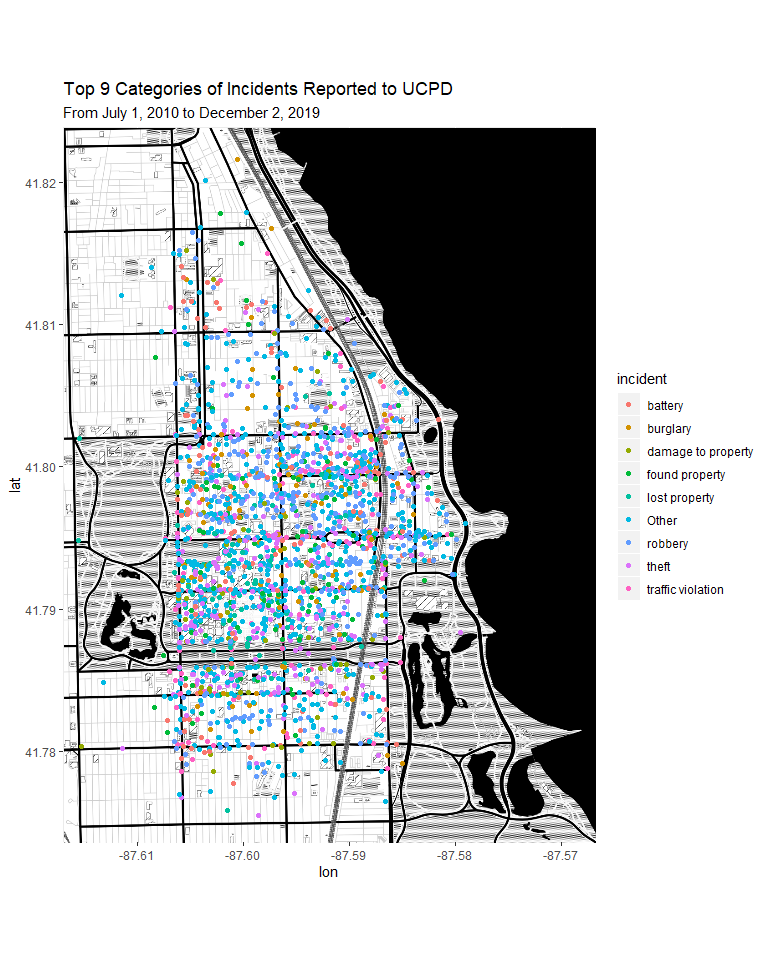 Top 9 Categories of Incidents Reported to UCPD
From July 1, 2010 to December 2, 2019
41.82
41.81
41.80
41.79
41.78
lat
-87.61
-87.60
-87.59
-87.58
-87.57
lon
incident
battery
burglary
damage to property
found property
lost property
Other
robbery
theft
traffic violation